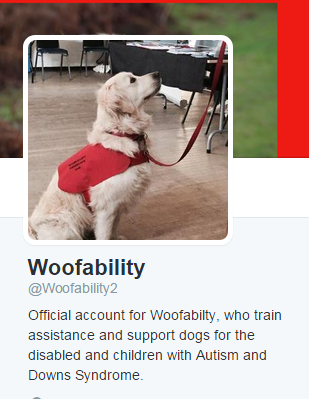 Woofability
@Woofability2
Official account for Woofabilty, who train
assistance and support dogs for the
disabled and children with Autism and
Downs Syndrome.